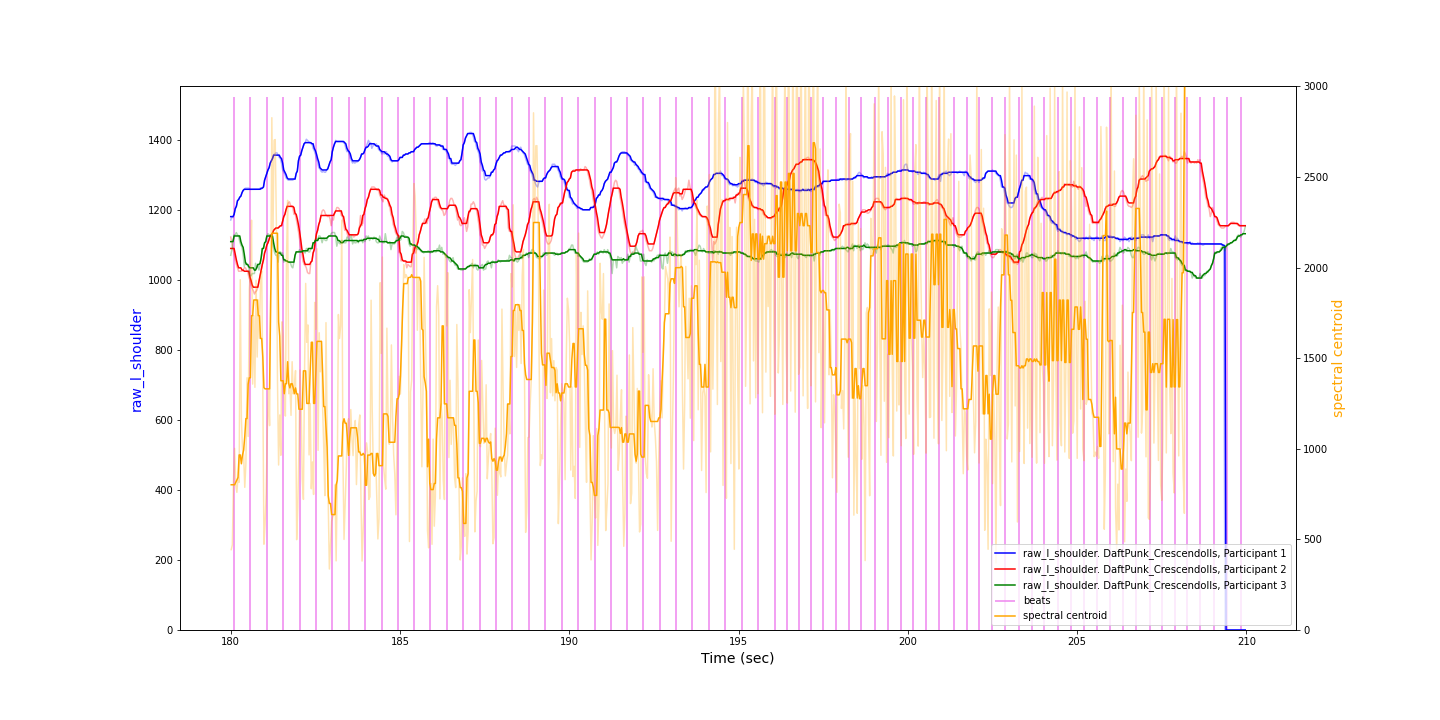 1400
1200
1000
800
600
400
200
0
raw_l_shoulder
3000
2500
2000
1500
1000
500
0
spectral centroid
raw_l_shoulder. DaftPunk_Crescendolls, Participant 1
raw_l_shoulder. DaftPunk_Crescendolls, Participant 2
raw_l_shoulder. DaftPunk_Crescendolls, Participant 3
beats
spectral centroid
180 185 190 195 200 205 210
Time (sec)